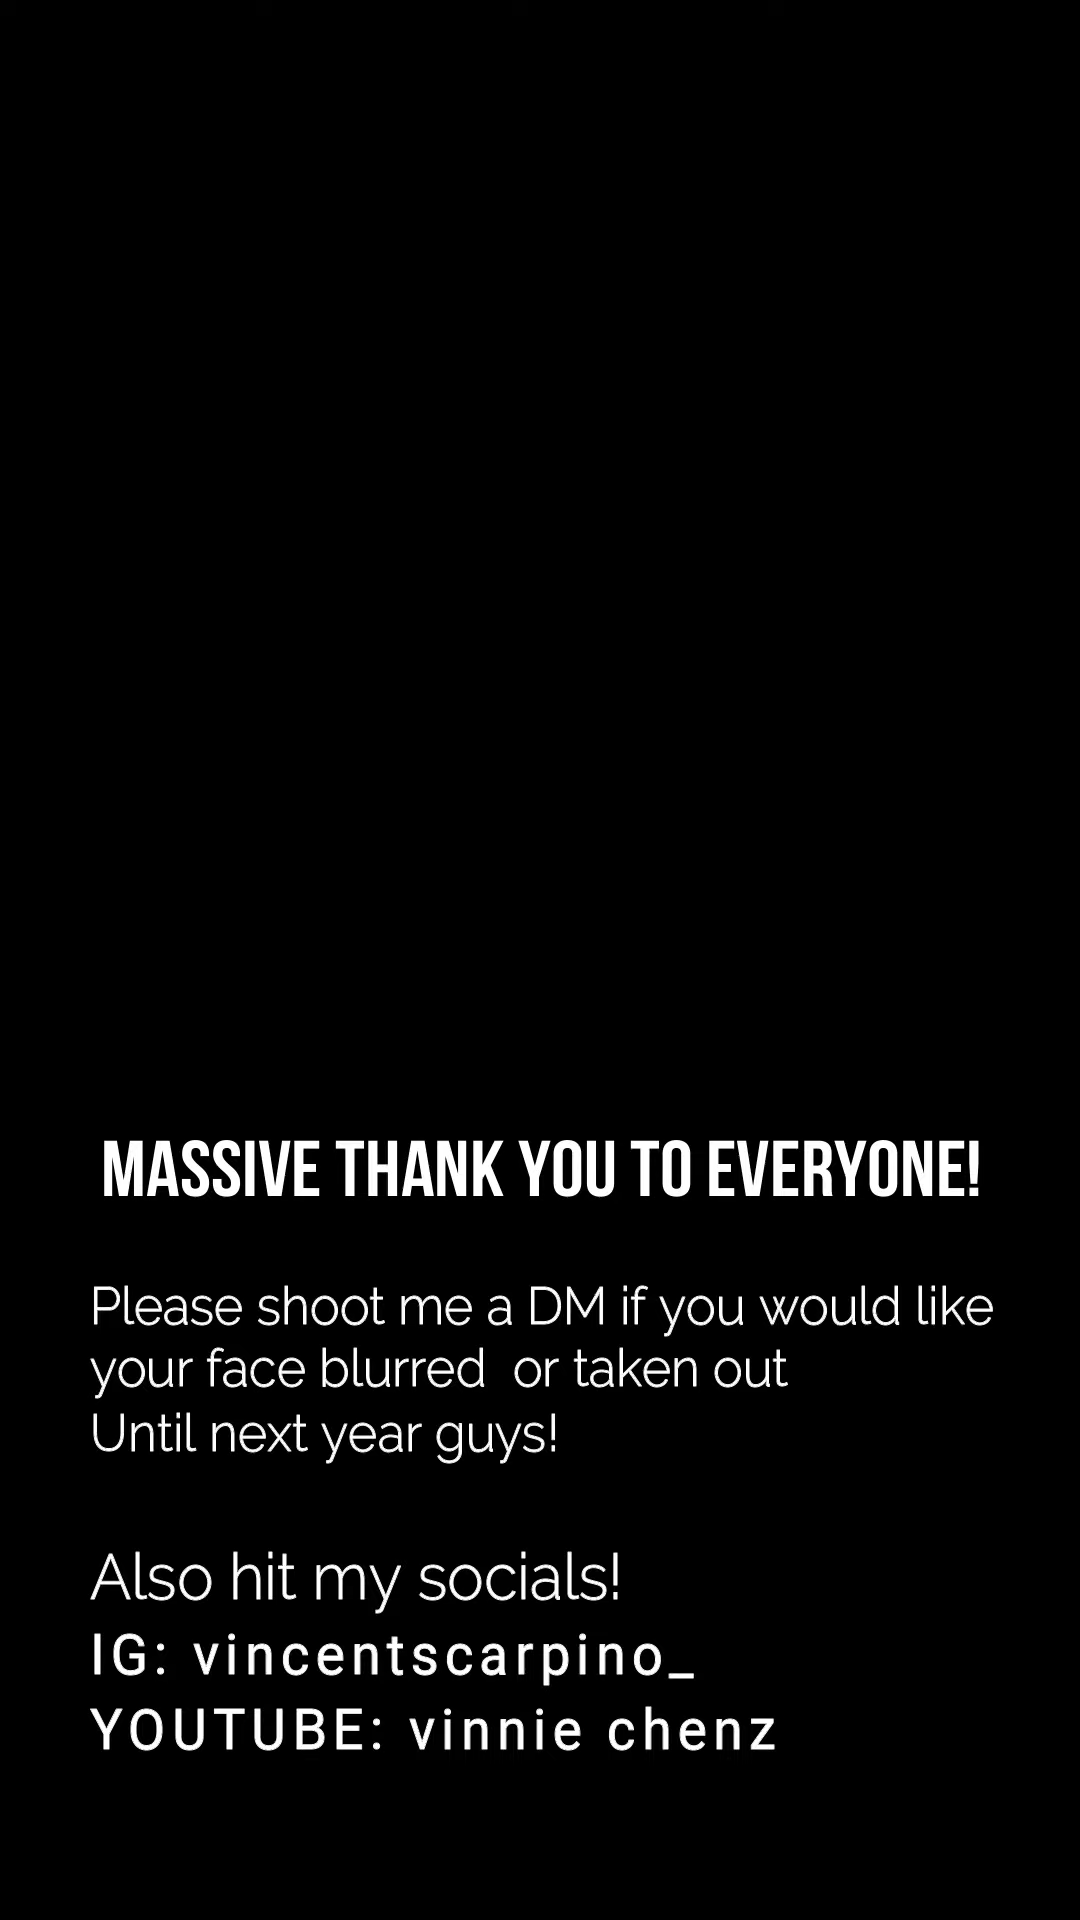 MASSIVE THANK YOU TO EVERYONE!
Please shoot me a DM if you would like
your face blurred  or taken out
Until next year guys!
Also hit my socials!
IG: vincentscarpino_
YOUTUBE: vinnie chenz